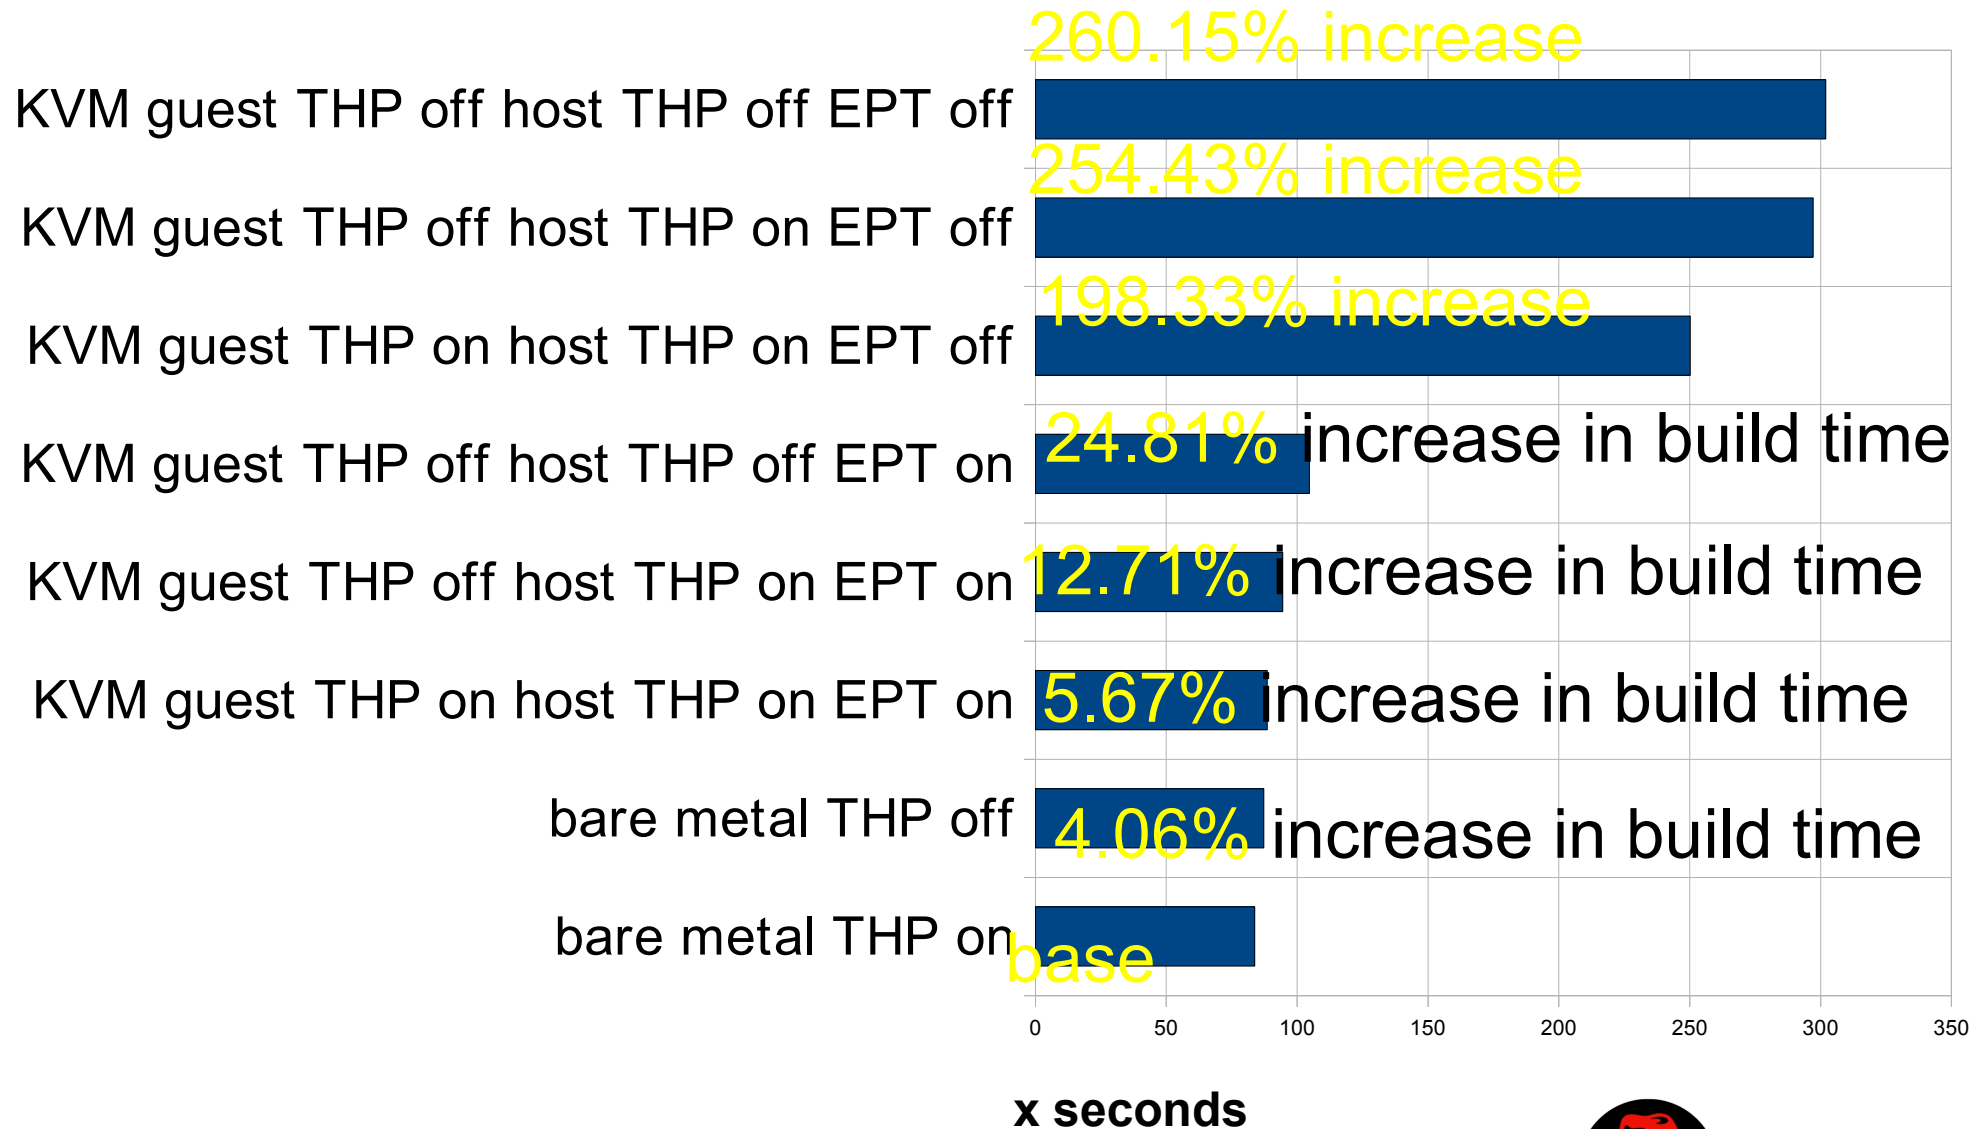 260.15% increase
KVM guest THP off host THP off EPT off
254.43% increase
KVM guest THP off host THP on EPT off
198.33% increase
KVM guest THP on host THP on EPT off
24.81% increase in build time
KVM guest THP off host THP off EPT on
12.71% increase in build time
KVM guest THP off host THP on EPT on
5.67% increase in build time
KVM guest THP on host THP on EPT on
bare metal THP off
4.06% increase in build time
bare metal THP on
base
0 50 100 150 200 250 300 350
x seconds